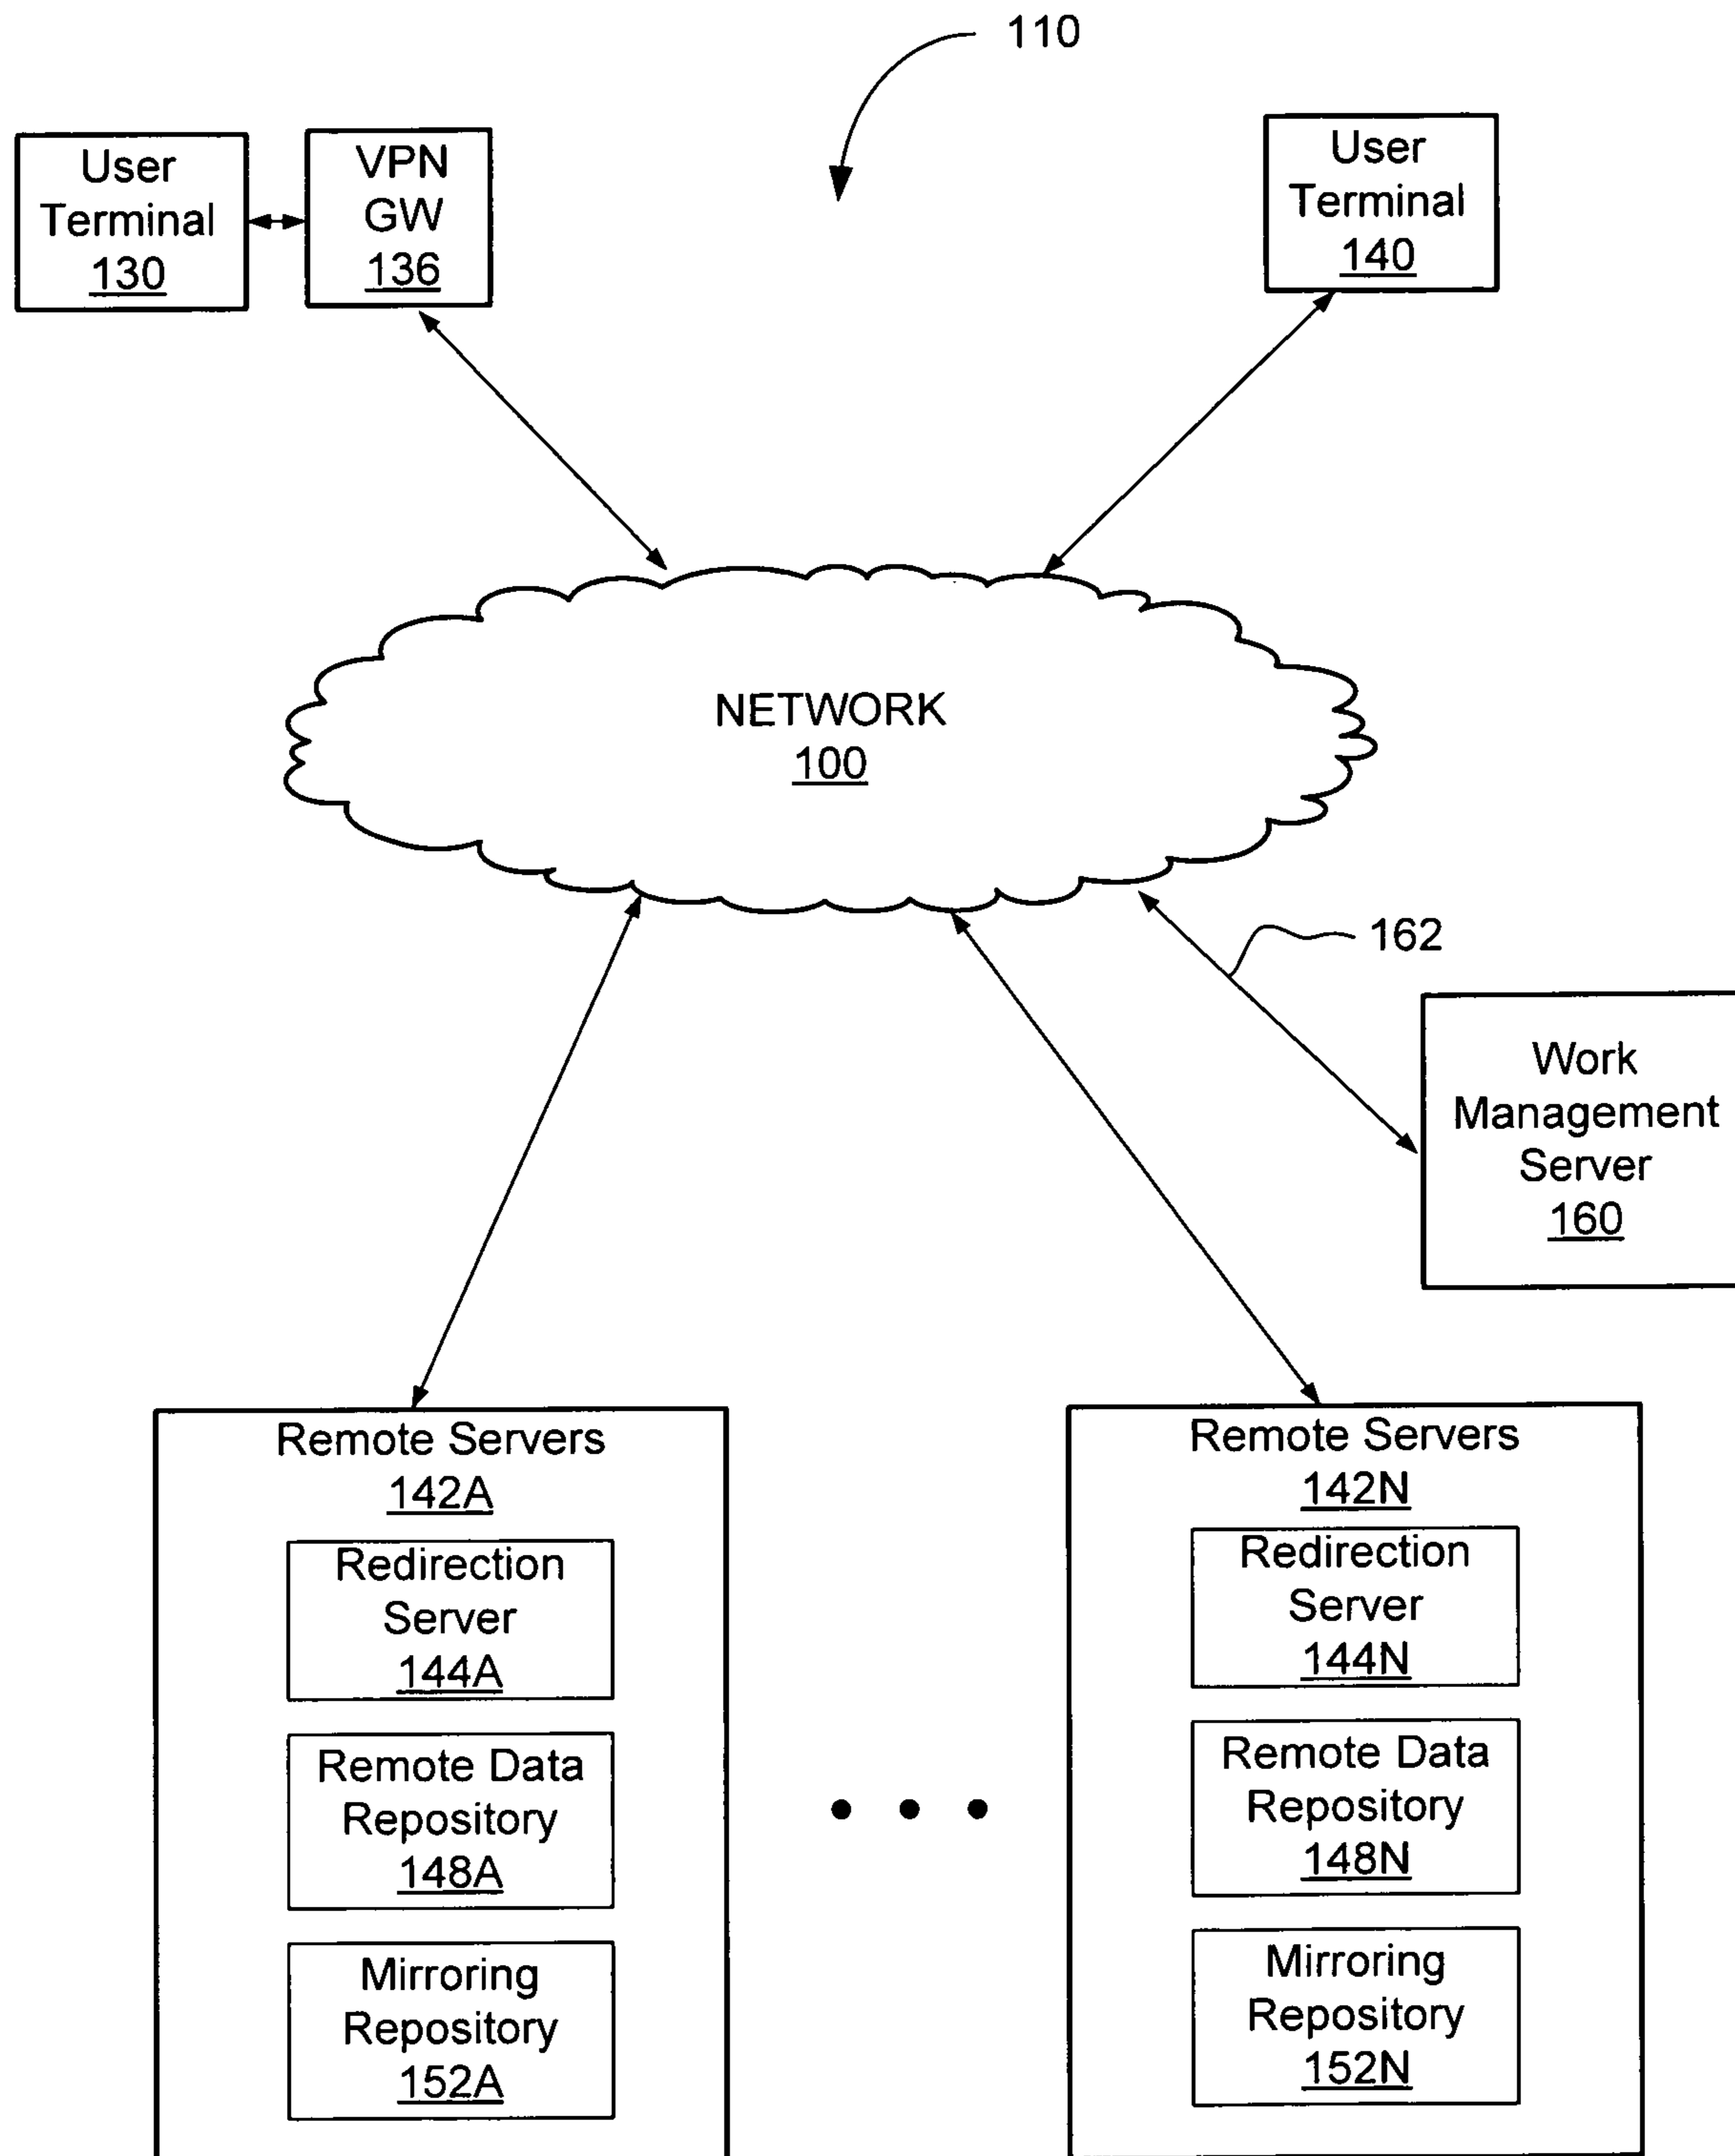 110
User
Terminal
130
VPN
GW
136
User
Terminal
140
NETWORK
100
162
Work
Management
Server
160
Remote Servers
142A
Redirection
Server
144A
Remote Data
Repository
148A
Mirroring
Repository
152A
Remote Servers
142N
Redirection
Server
144N
Remote Data
Repository
148N
Mirroring
Repository
152N